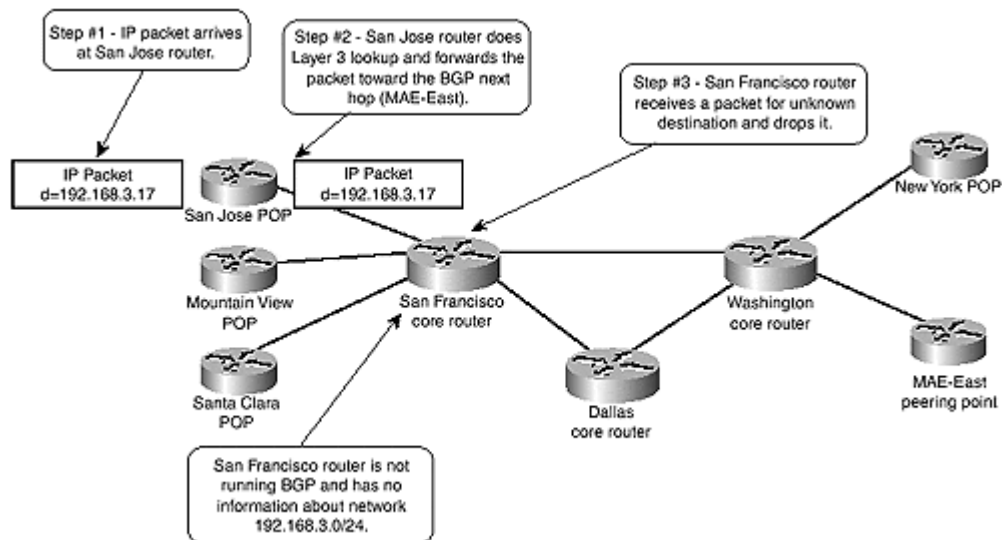 Step #1 - IP packet arrives
at San Jose router.
Step #2 - San Jose router does
Layer 3 lookup and forwards the
packet toward the BGP next
hop (MAE-East).
Step #3 - San Francisco router
receives a packet for unknown
destination and drops it.
IP Packet
d=192.168.3.17
IP Packet
d=192.168.3.17
San Jose POP
New York POP
Mountain View
POP
San Francisco
core router
Washington
core router
Santa Clara
POP
Dallas
core router
MAE-East
peering point
San Francisco router is not
running BGP and has no
information about network
192.168.3.0/24.